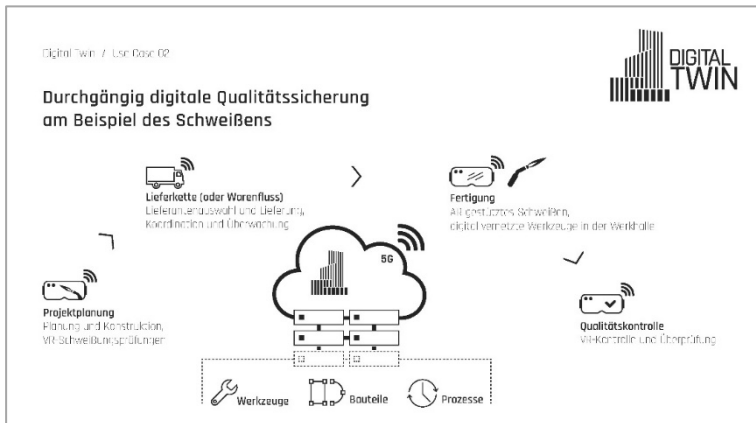 Digital Twin / Use Case 02
DIGITAL
TWIN
Durchgängig digitale Qualitätssicherung
am Beispiel des Schweißens
Lieferkette (oder Warenfluss)
Lieferantenauswahl und Lieferung,
Koordination und Überwachung
Fertigung
AR gestütztes Schweißen,
digital vernetzte Werkzeuge in der Werkhalle
5G
Projektplanung
Planung und Konstruktion,
VR-Schweißungsprüfungen
Qualitätskontrolle
VR-Kontrolle und Überprüfung
Werkzeuge
Bauteile
Prozesse